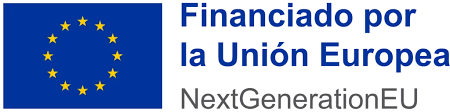 Financiado por
la Unión Europea
NextGenerationEU